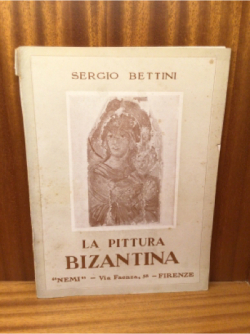 SERGIO BETTINI
LA PITTURA
BIZANTINA
"NEMI" – Via Faenza, – FIRENZE